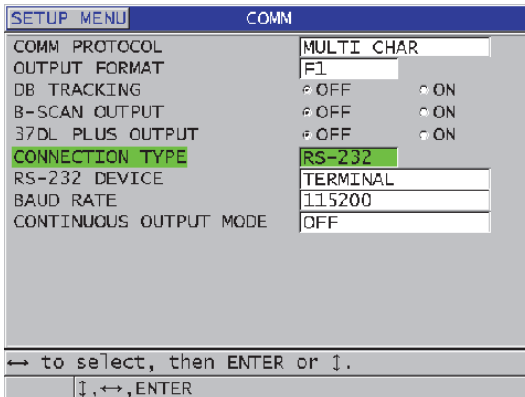 SETUP MENU COMM
COMM PROTOCOL MULTI CHAR
OUTPUT FORMAT F1
DB TRACKING OFF ON
B-SCAN OUTPUT OFF ON
37DL PLUS OUTPUT OFF ON
CONNECTION TYPE RS-232
RS-232 DEVICE TERMINAL
BAUD RATE 115200
CONTINUOUS OUTPUT MODE OFF
↔ to select, then ENTER or ↕.
↕,↔,ENTER